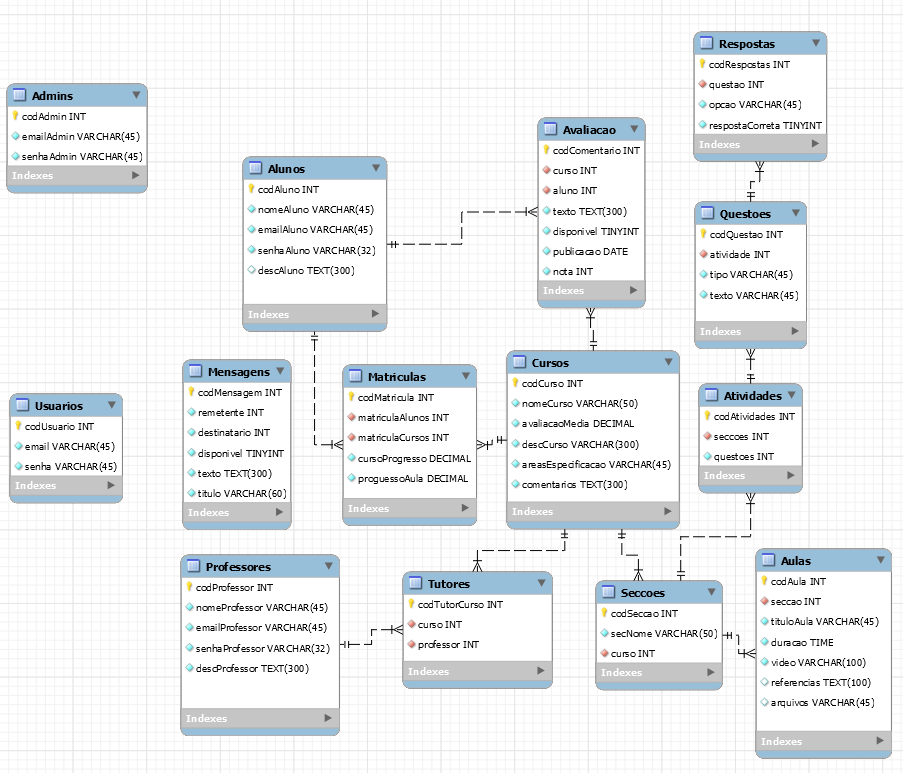 Admins
codAdmin INT
emailAdmin VARCHAR(45)
senhaAdmin VARCHAR(45)
Indexes
Usuarios
codUsuario INT
email VARCHAR(45)
senha VARCHAR(45)
Indexes
Alunos
codAluno INT
nomeAluno VARCHAR(45)
emailAluno VARCHAR(45)
senhaAluno VARCHAR(32)
descAluno TEXT(300)
Indexes
Mensagens
codMensagem INT
remetente INT
destinatario INT
disponivel TINYINT
texto TEXT(300)
titulo VARCHAR(60)
Indexes
Matriculas
codMatricula INT
matriculaAlunos INT
matriculaCursos INT
cursoProgresso DECIMAL
proguessoAula DECIMAL
Indexes
Avaliacao
codComentario INT
curso INT
aluno INT
texto TEXT(300)
disponivel TINYINT
publicacao DATE
nota INT
Indexes
Cursos
codCurso INT
nomeCurso VARCHAR(50)
avaliacaoMedia DECIMAL
descCurso VARCHAR(300)
areasEspecificacao VARCHAR(45)
comentarios TEXT(300)
Indexes
Respostas
codRespostas INT
questao INT
opcao VARCHAR(45)
respostaCorreta TINYINT
Indexes
Questoes
codQuestao INT
atividade INT
tipo VARCHAR(45)
texto VARCHAR(45)
Indexes
Atividades
codAtividades INT
seccoes INT
questoes INT
Indexes
Professores
codProfessor INT
nomeProfessor VARCHAR(45)
emailProfessor VARCHAR(45)
senhaProfessor VARCHAR(32)
descProfessor TEXT(300)
Indexes
Tutores
codTutorCurso INT
curso INT
professor INT
Indexes
Seccoes
codSeccao INT
secNome VARCHAR(50)
curso INT
Indexes
Aulas
codAula INT
seccao INT
tituloAula VARCHAR(45)
duracao TIME
video VARCHAR(100)
referencias TEXT(100)
arquivos VARCHAR(45)
Indexes